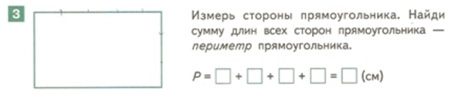 3
Измерь стороны прямоугольника. Найди
сумму длин всех сторон прямоугольника —
периметр прямоугольника.
P = □ + □ + □ + □ = □ (см)